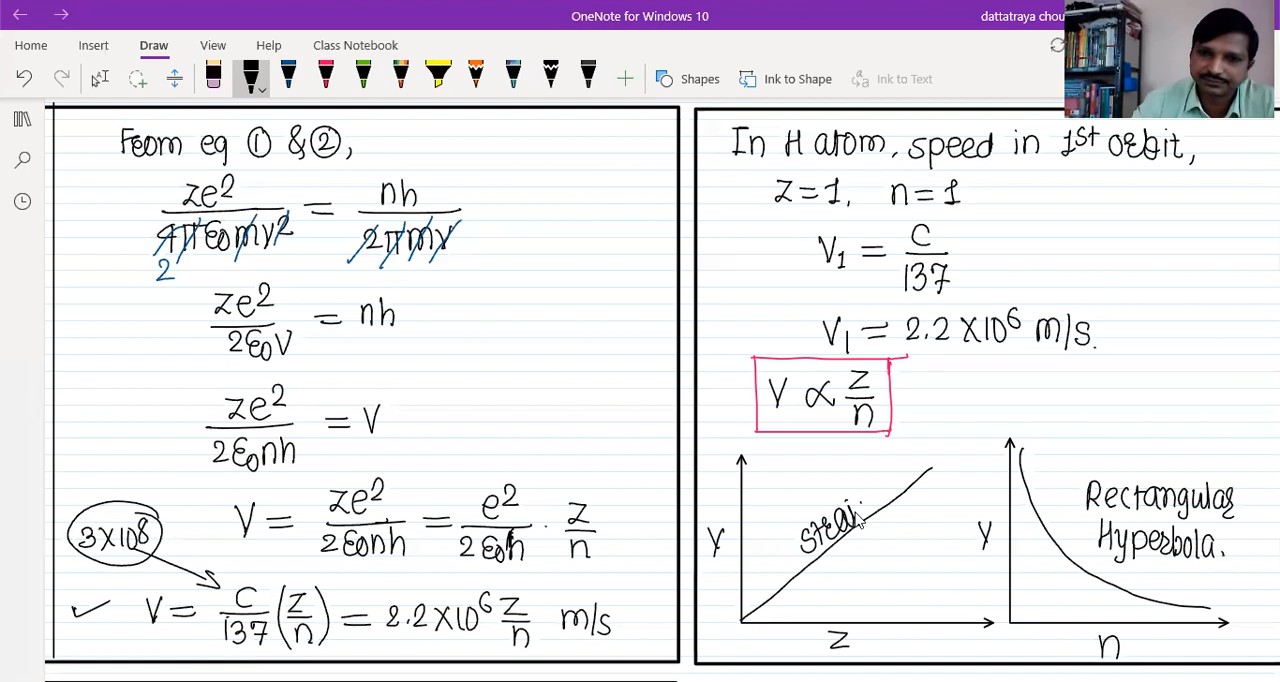 OneNote for Windows 10
dattatraya chou
Home Insert Draw View Help Class Notebook
Shapes Ink to Shape Ink to Text
From eq ① & ②,
ze²/4πε₀mv² = nh/2πmv
2
ze²/2ε₀v = nh
ze²/2ε₀nh = v
v = ze²/2ε₀nh = e²/2ε₀h · z/n
3×10⁸
✓ v = c/137 (z/n) = 2.2×10⁶ z/n m/s
In H atom, speed in 1st orbit,
z=1, n=1
v₁ = c/137
v₁ = 2.2×10⁶ m/s.
v ∝ z/n
v
strai
z
v
Rectangular
Hyperbola.
n